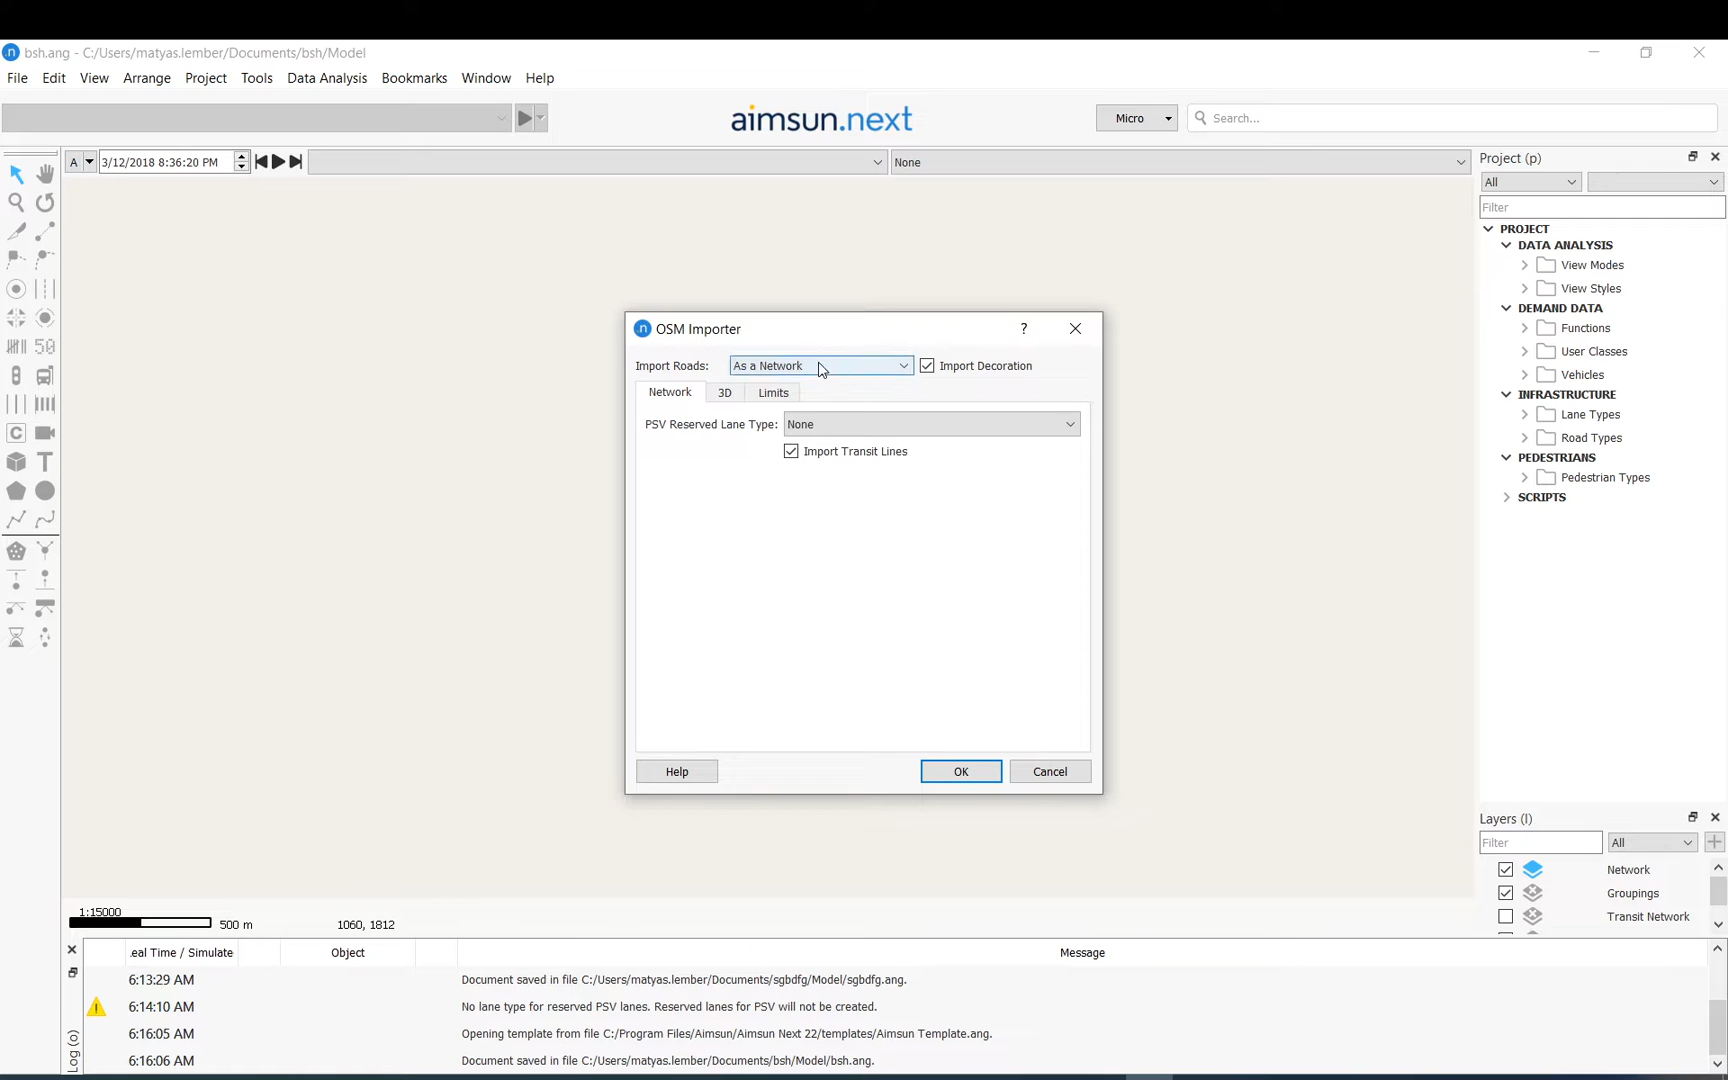 bsh.ang - C:/Users/matyas.lember/Documents/bsh/Model
File Edit View Arrange Project Tools Data Analysis Bookmarks Window Help
aimsun.next
Micro
Search...
A
3/12/2018 8:36:20 PM
None
Project (p)
All
Filter
PROJECT
DATA ANALYSIS
View Modes
View Styles
DEMAND DATA
Functions
User Classes
Vehicles
INFRASTRUCTURE
Lane Types
Road Types
PEDESTRIANS
Pedestrian Types
SCRIPTS
50
C
T
OSM Importer
?
Import Roads: As a Network Import Decoration
Network 3D Limits
PSV Reserved Lane Type: None
Import Transit Lines
Help OK Cancel
Layers (l)
Filter All
Network
Groupings
Transit Network
1:15000
500 m 1060, 1812
Log (o)
.eal Time / Simulate Object Message
6:13:29 AM Document saved in file C:/Users/matyas.lember/Documents/sgbdfg/Model/sgbdfg.ang.
6:14:10 AM No lane type for reserved PSV lanes. Reserved lanes for PSV will not be created.
6:16:05 AM Opening template from file C:/Program Files/Aimsun/Aimsun Next 22/templates/Aimsun Template.ang.
6:16:06 AM Document saved in file C:/Users/matyas.lember/Documents/bsh/Model/bsh.ang.